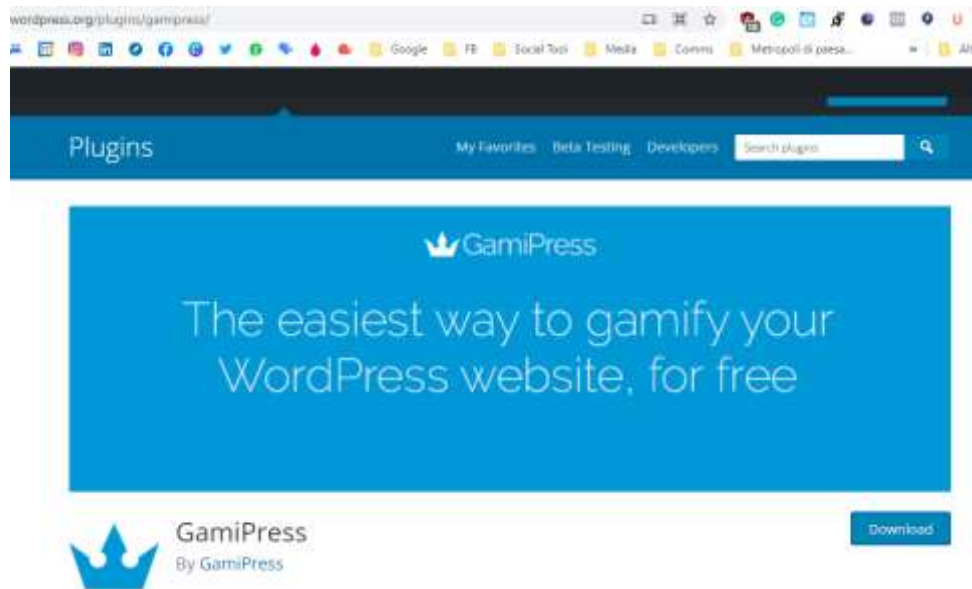 wordpress.org/plugins/gamipress/
Google FB Social Tool Media Comms Metropoli di paesa...
Plugins My Favorites Beta Testing Developers Search plugins
GamiPress
The easiest way to gamify your
WordPress website, for free
GamiPress
Download
By GamiPress